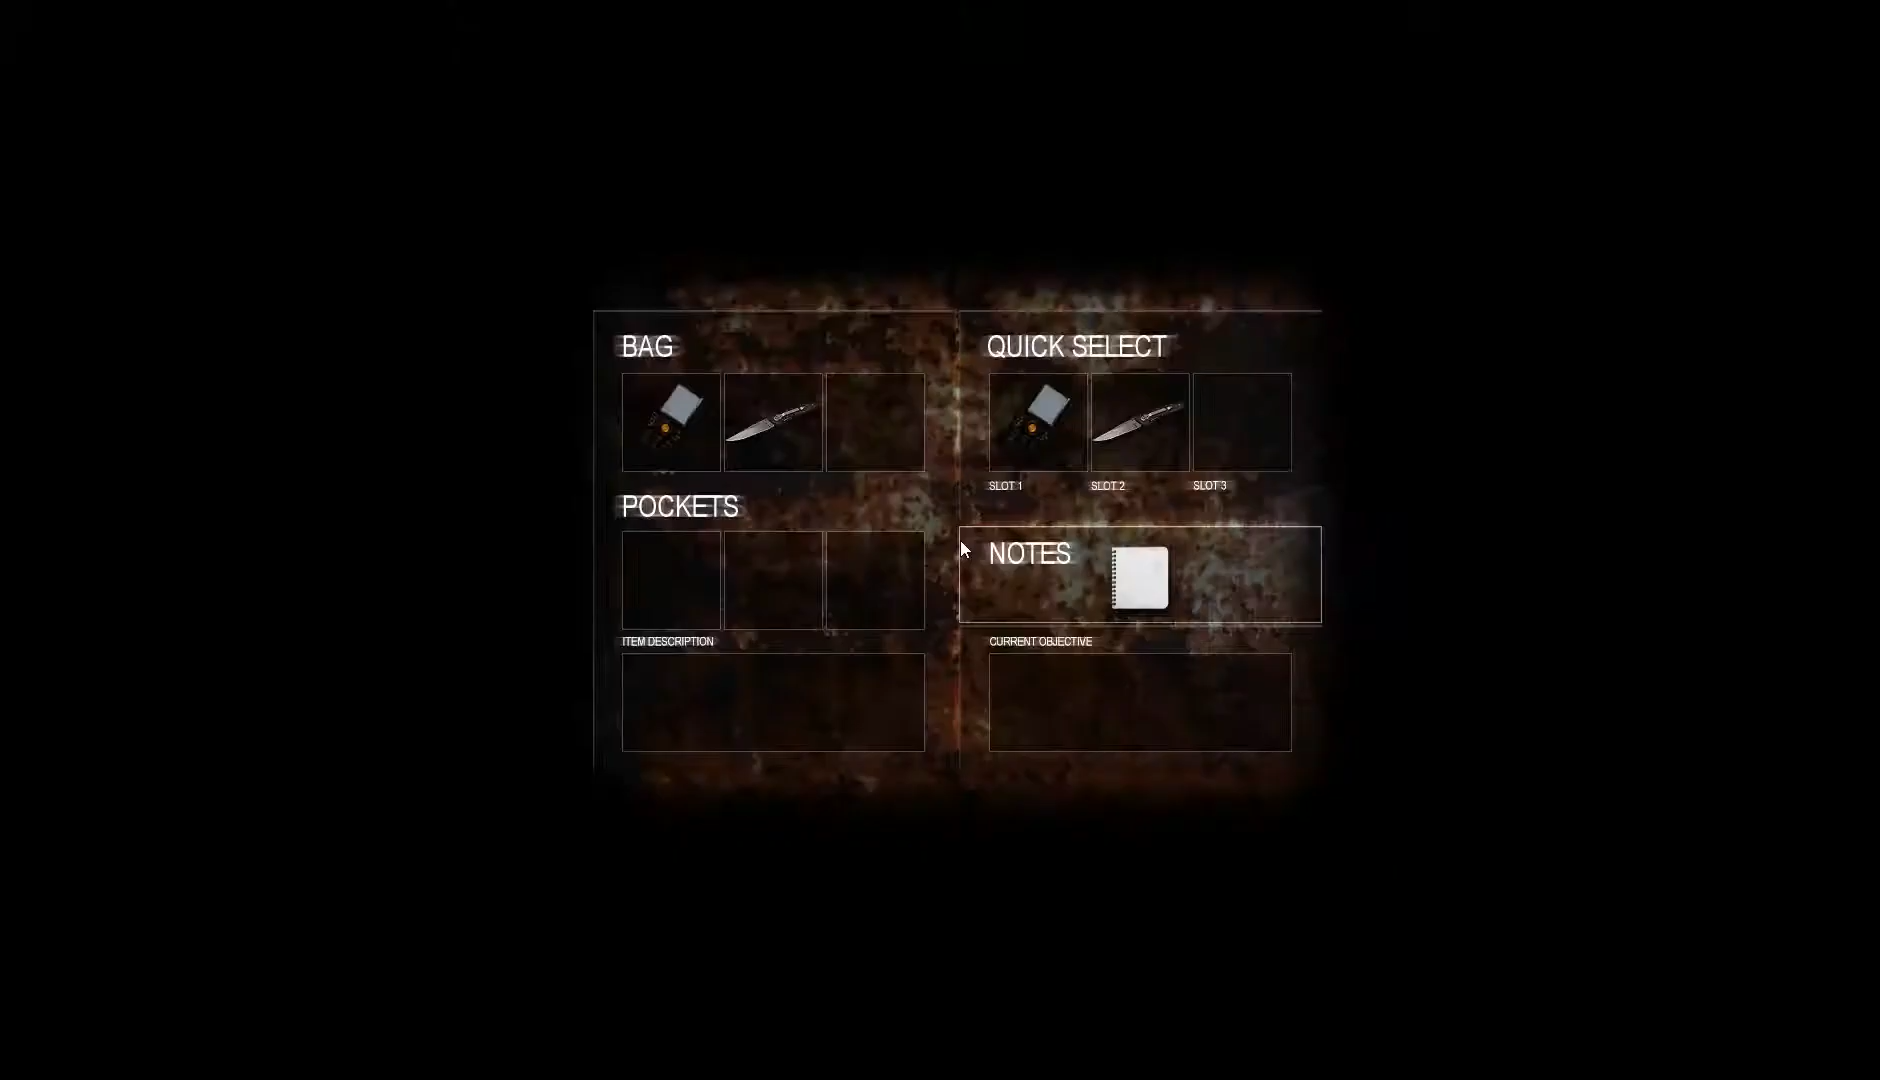 BAG
POCKETS
ITEM DESCRIPTION
QUICK SELECT
SLOT 1 SLOT 2 SLOT 3
NOTES
CURRENT OBJECTIVE